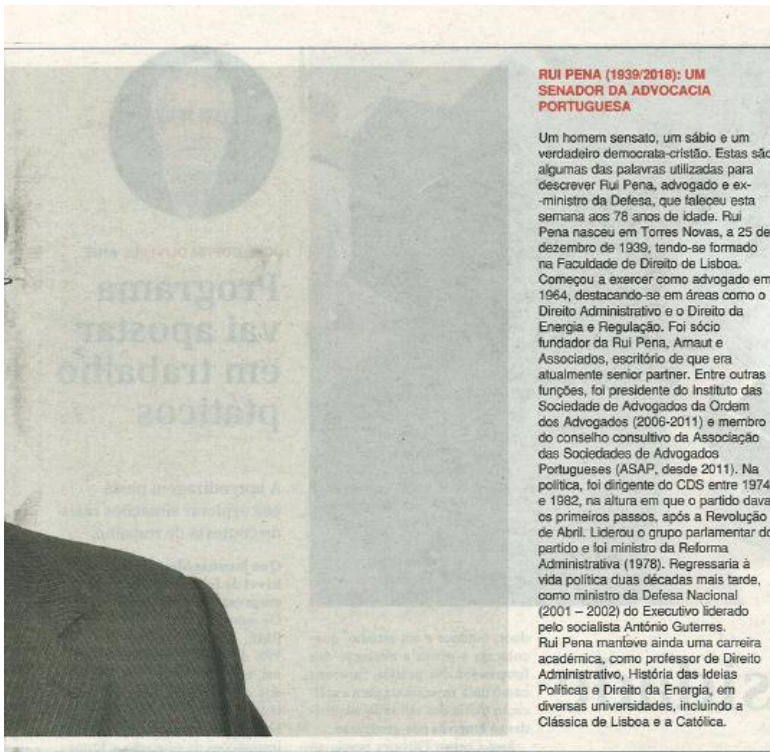 RUI PENA (1939/2018): UM
SENADOR DA ADVOCACIA
PORTUGUESA
Um homem sensato, um sábio e um
verdadeiro democrata-cristão. Estas são
algumas das palavras utilizadas para
descrever Rui Pena, advogado e ex-
-ministro da Defesa, que faleceu esta
semana aos 78 anos de idade. Rui
Pena nasceu em Torres Novas, a 25 de
dezembro de 1939, tendo-se formado
na Faculdade de Direito de Lisboa.
Começou a exercer como advogado em
1964, destacando-se em áreas como o
Direito Administrativo e o Direito da
Energia e Regulação. Foi sócio
fundador da Rui Pena, Arnaut e
Associados, escritório de que era
atualmente senior partner. Entre outras
funções, foi presidente do Instituto das
Sociedade de Advogados da Ordem
dos Advogados (2006-2011) e membro
do conselho consultivo da Associação
das Sociedades de Advogados
Portugueses (ASAP, desde 2011). Na
política, foi dirigente do CDS entre 1974
e 1982, na altura em que o partido dava
os primeiros passos, após a Revolução
de Abril. Liderou o grupo parlamentar do
partido e foi ministro da Reforma
Administrativa (1978). Regressaria à
vida política duas décadas mais tarde,
como ministro da Defesa Nacional
(2001 – 2002) do Executivo liderado
pelo socialista António Guterres.
Rui Pena manteve ainda uma carreira
académica, como professor de Direito
Administrativo, História das Ideias
Políticas e Direito da Energia, em
diversas universidades, incluindo a
Clássica de Lisboa e a Católica.
Programa
vai apostar
em trabalho